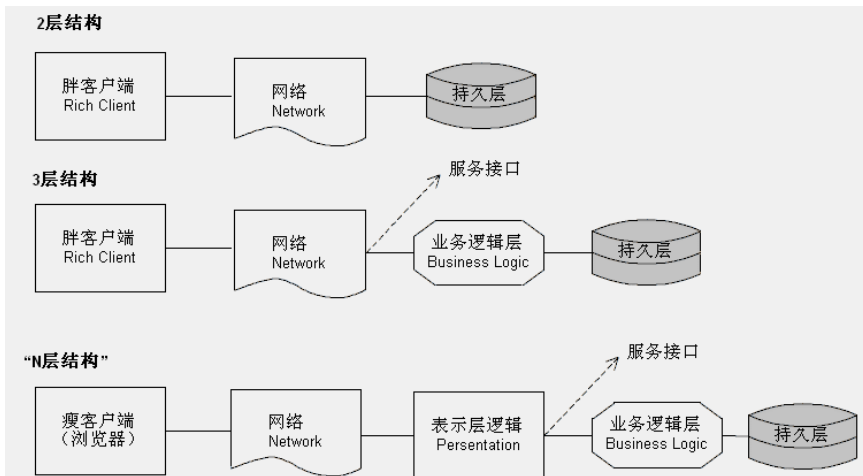 2层结构
胖客户端
Rich Client
网络
Network
持久层
3层结构
服务接口
胖客户端
Rich Client
网络
Network
业务逻辑层
Business Logic
持久层
“N层结构”
服务接口
瘦客户端
（浏览器）
网络
Network
表示层逻辑
Persentation
业务逻辑层
Business Logic
持久层